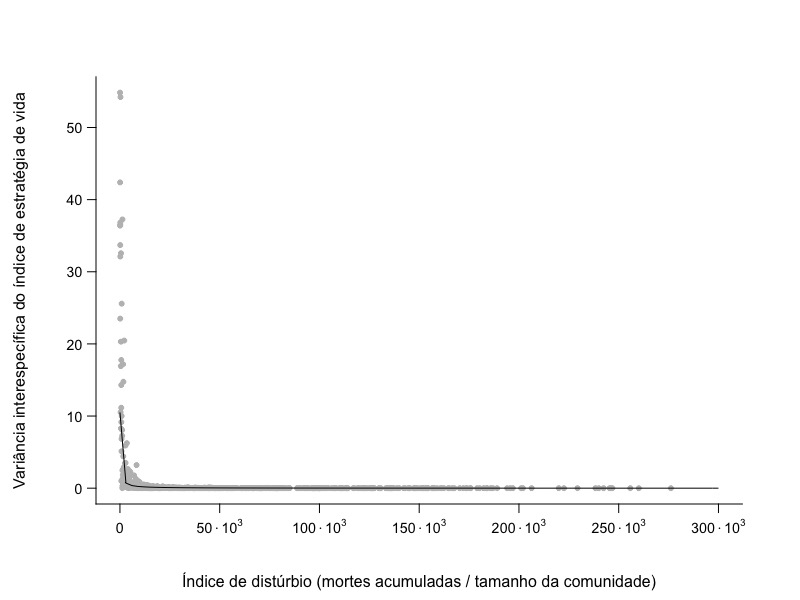 Variância interespecífica do índice de estratégia de vida
50
40
30
20
10
0
0 50·10³ 100·10³ 150·10³ 200·10³ 250·10³ 300·10³
Índice de distúrbio (mortes acumuladas / tamanho da comunidade)